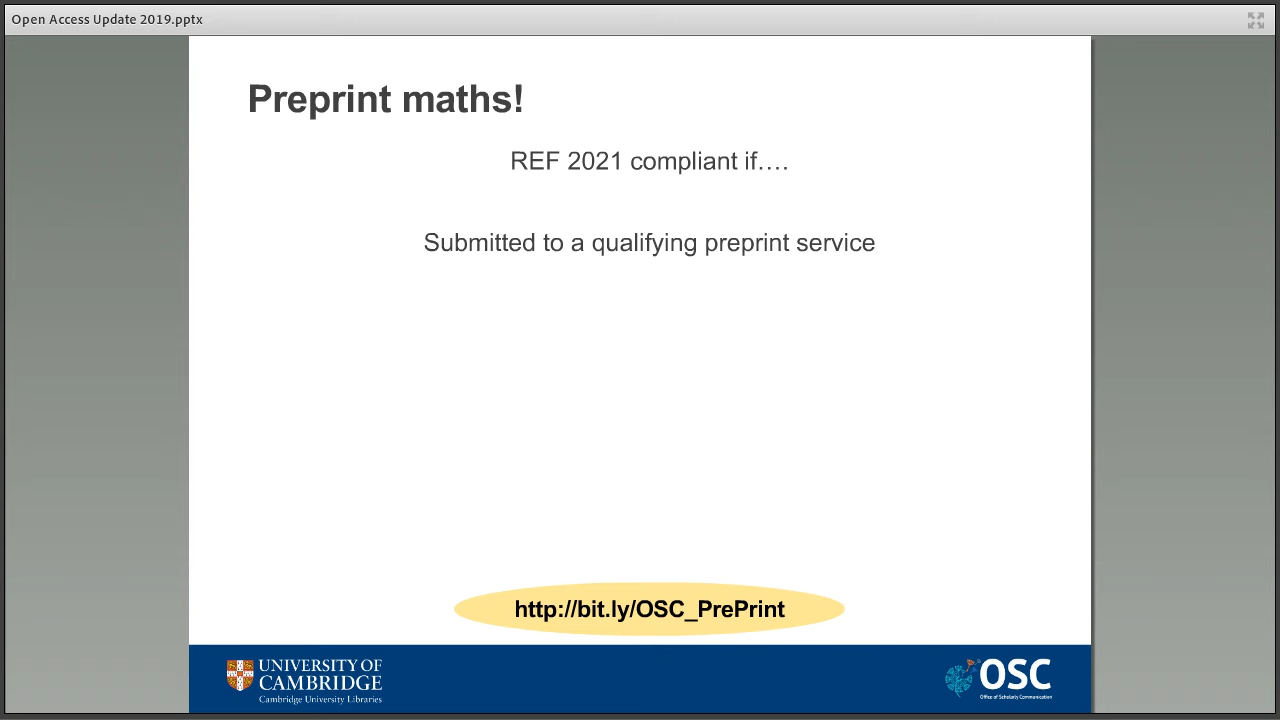 Open Access Update 2019.pptx
Preprint maths!
REF 2021 compliant if....
Submitted to a qualifying preprint service
http://bit.ly/OSC_PrePrint
UNIVERSITY OF
CAMBRIDGE
Cambridge University Libraries
OSC
Office of Scholarly Communication